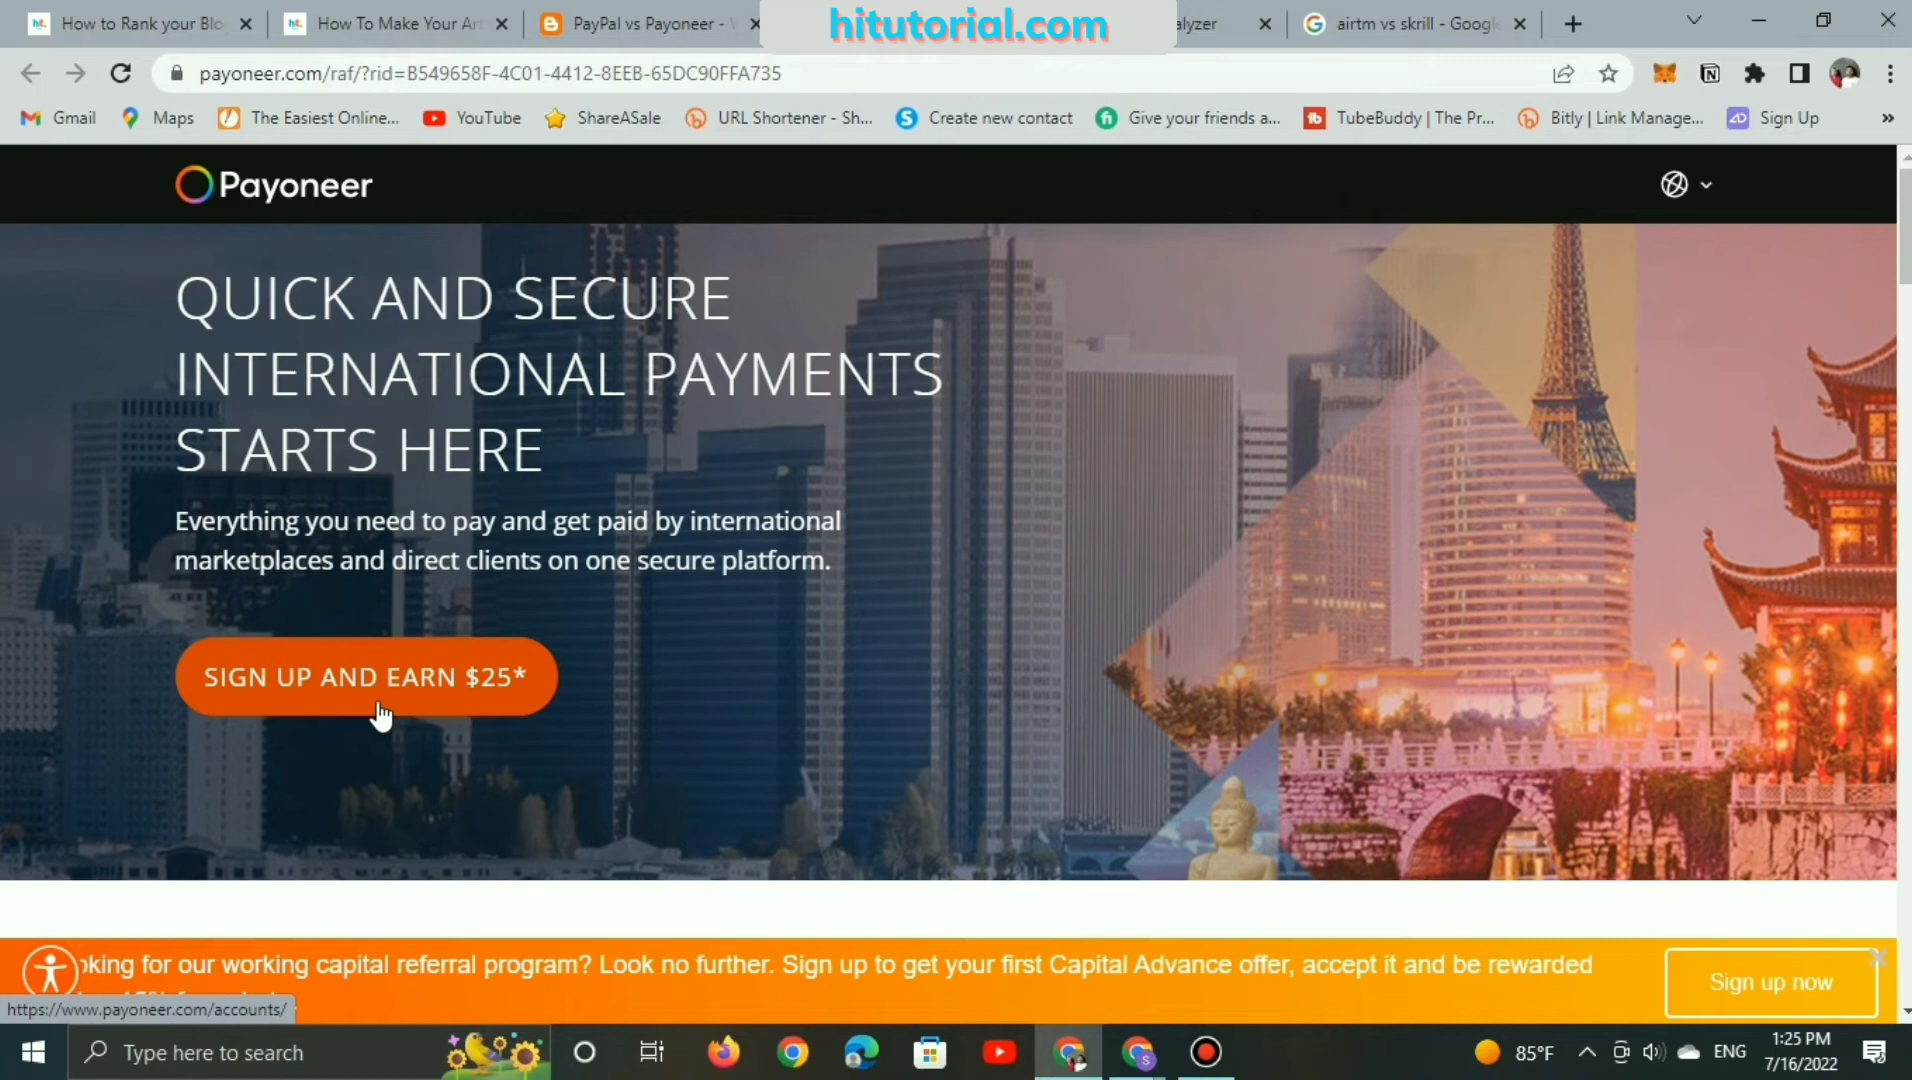 How to Rank your Blo
How To Make Your Art
PayPal vs Payoneer -
hitutorial.com
alyzer
airtm vs skrill - Google
payoneer.com/raf/?rid=B549658F-4C01-4412-8EEB-65DC90FFA735
Gmail
Maps
The Easiest Online...
YouTube
ShareASale
URL Shortener - Sh...
Create new contact
Give your friends a...
TubeBuddy | The Pr...
Bitly | Link Manage...
Sign Up
Payoneer
QUICK AND SECURE
INTERNATIONAL PAYMENTS
STARTS HERE
Everything you need to pay and get paid by international
marketplaces and direct clients on one secure platform.
SIGN UP AND EARN $25*
oking for our working capital referral program? Look no further. Sign up to get your first Capital Advance offer, accept it and be rewarded
Sign up now
https://www.payoneer.com/accounts/
Type here to search
85°F
ENG
1:25 PM
7/16/2022